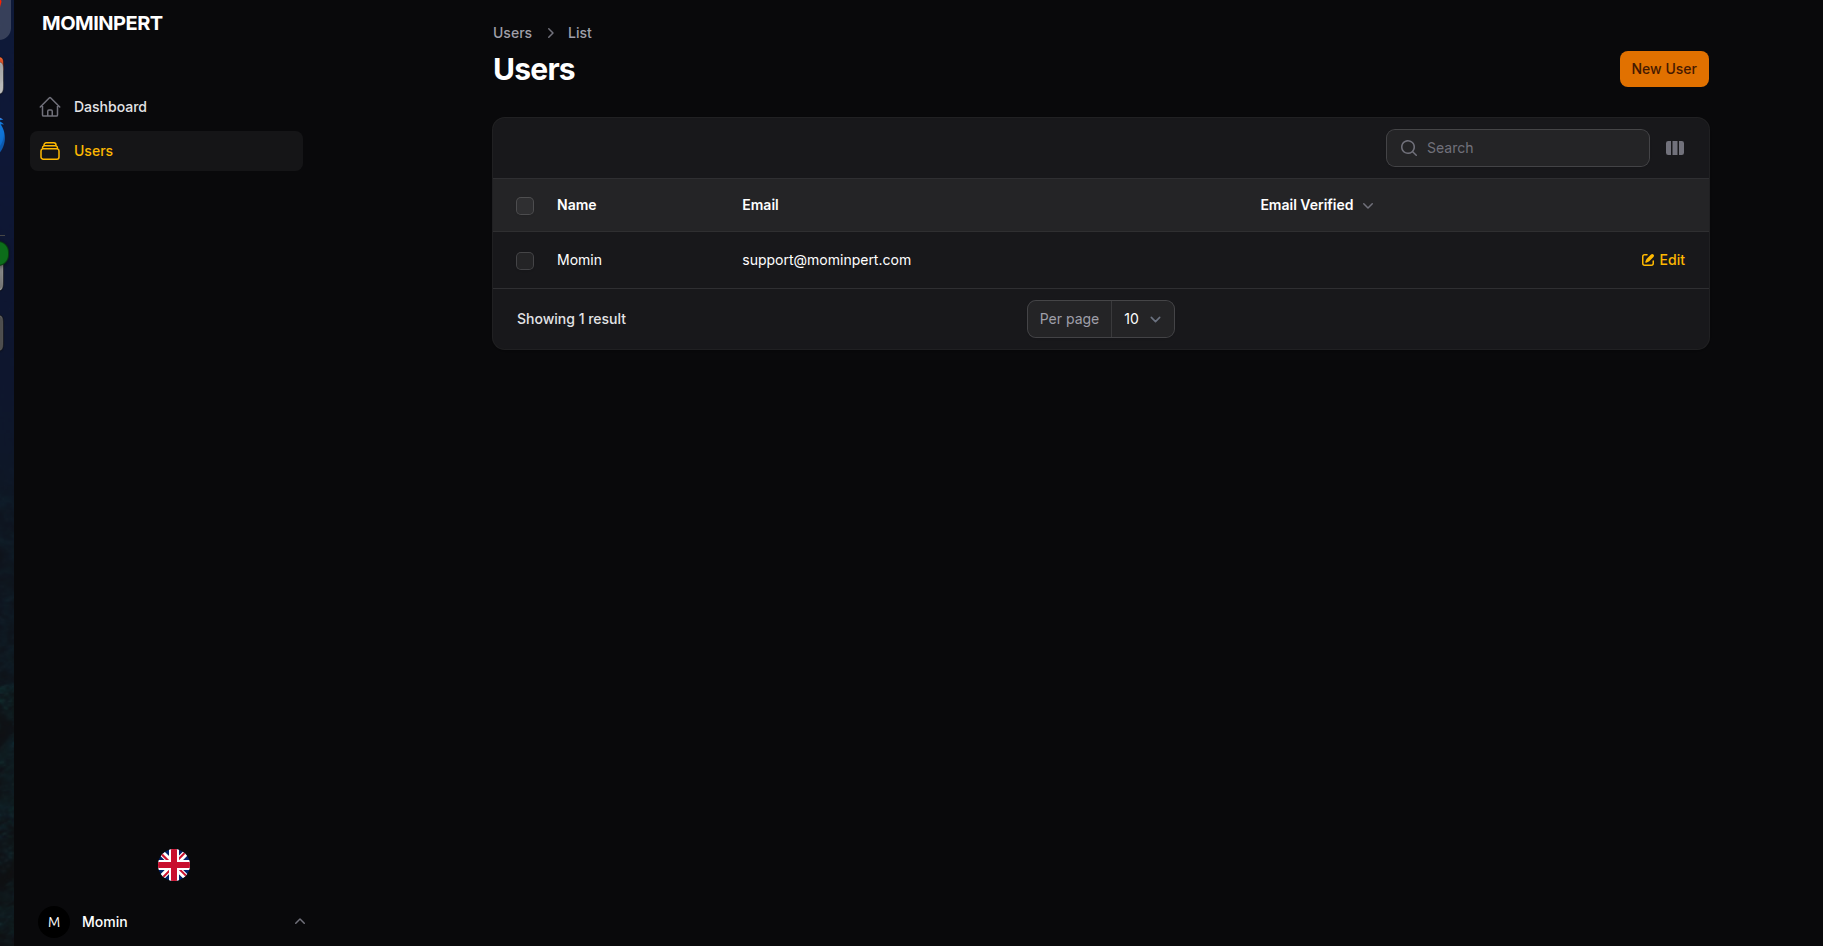 MOMINPERT
Dashboard
Users
Users > List
Users
New User
Search
Name Email Email Verified
Momin support@mominpert.com Edit
Showing 1 result
Per page 10
M Momin